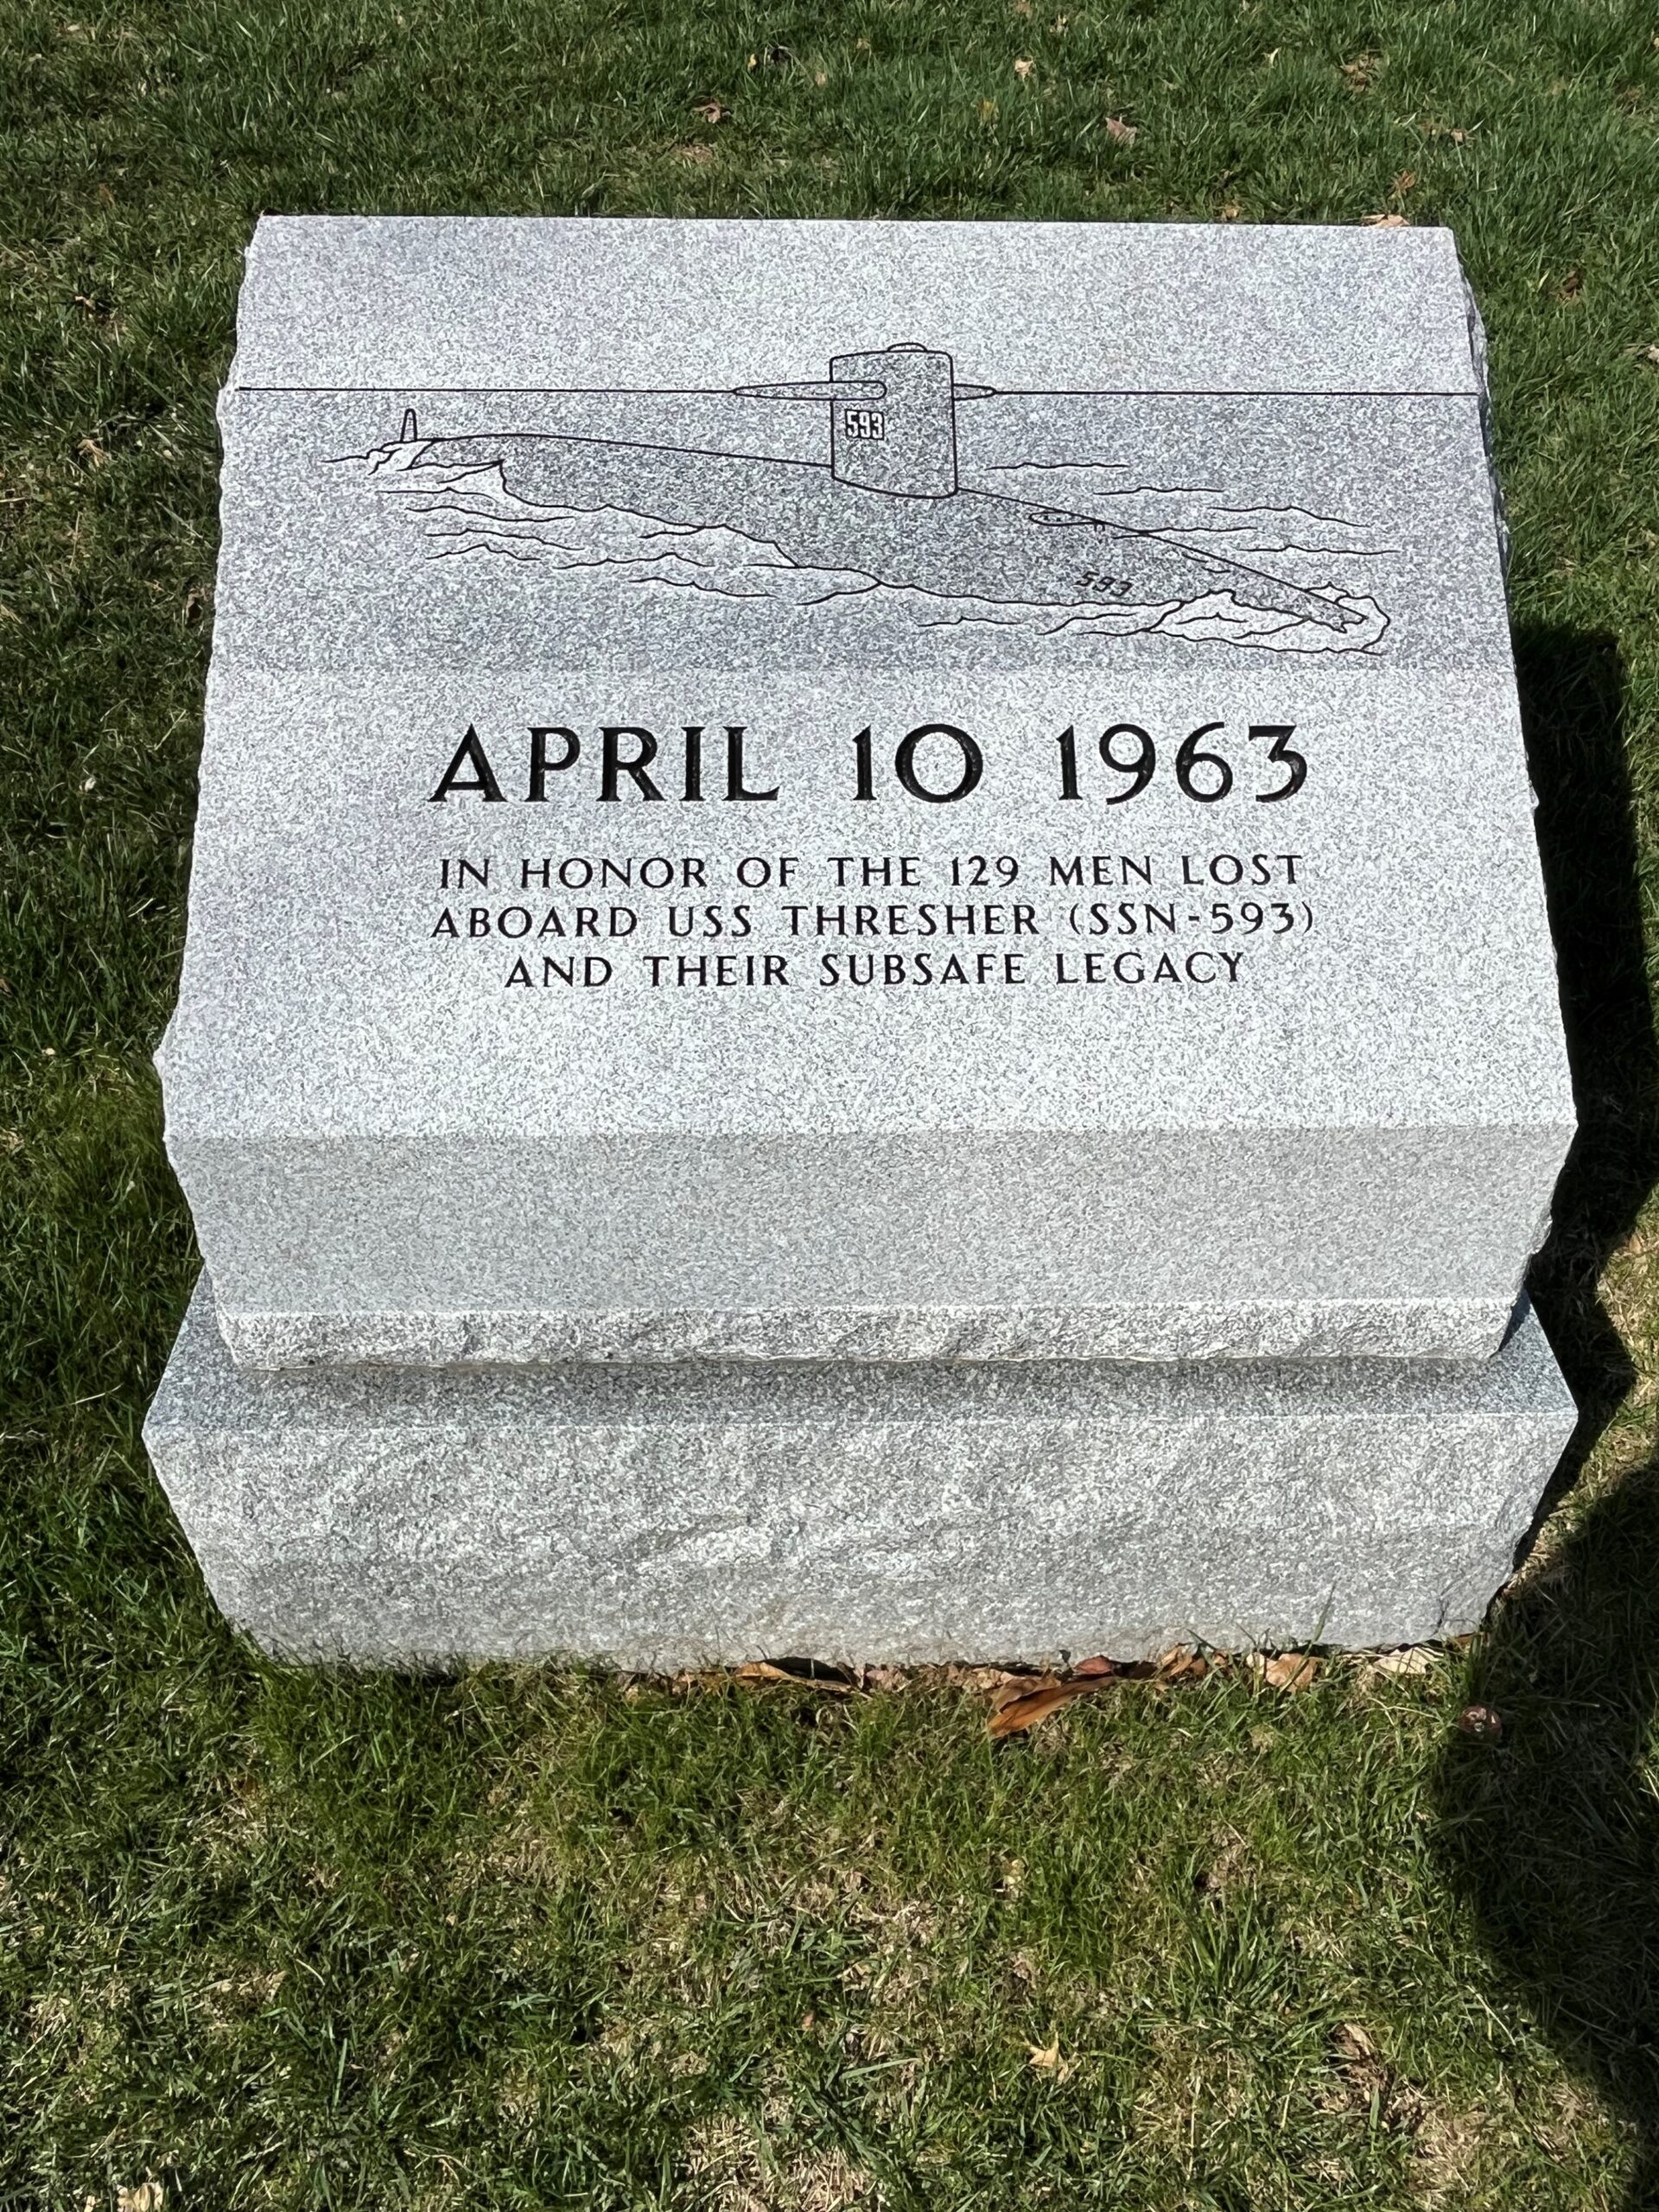 593
593
APRIL 10 1963
IN HONOR OF THE 129 MEN LOST
ABOARD USS THRESHER (SSN-593)
AND THEIR SUBSAFE LEGACY